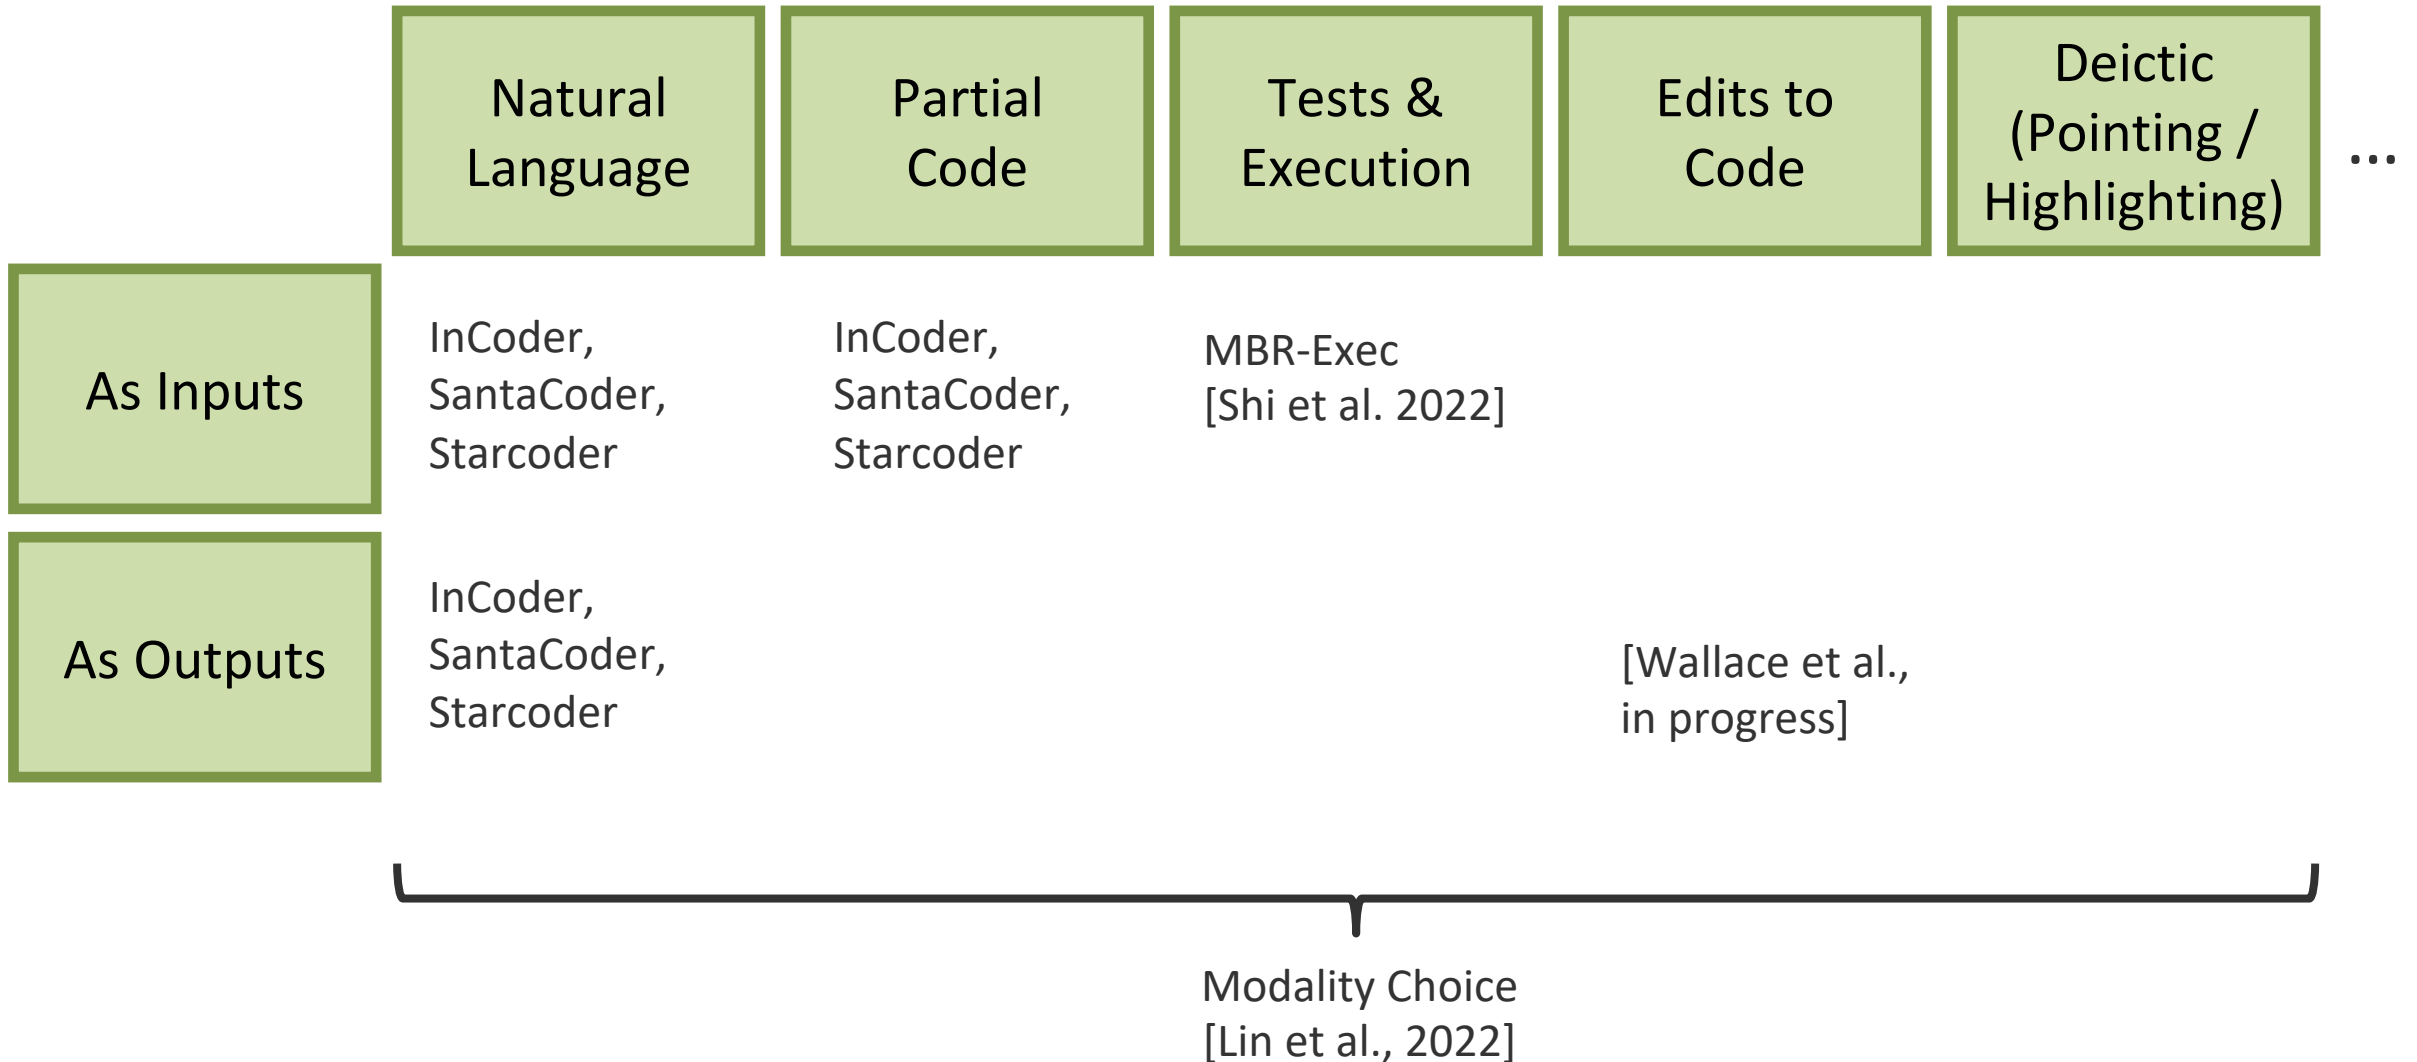 Natural
Language
Partial
Code
Tests &
Execution
Edits to
Code
Deictic
(Pointing /
Highlighting)
...
As Inputs
InCoder,
SantaCoder,
Starcoder
InCoder,
SantaCoder,
Starcoder
MBR-Exec
[Shi et al. 2022]
As Outputs
InCoder,
SantaCoder,
Starcoder
[Wallace et al.,
in progress]
Modality Choice
[Lin et al., 2022]